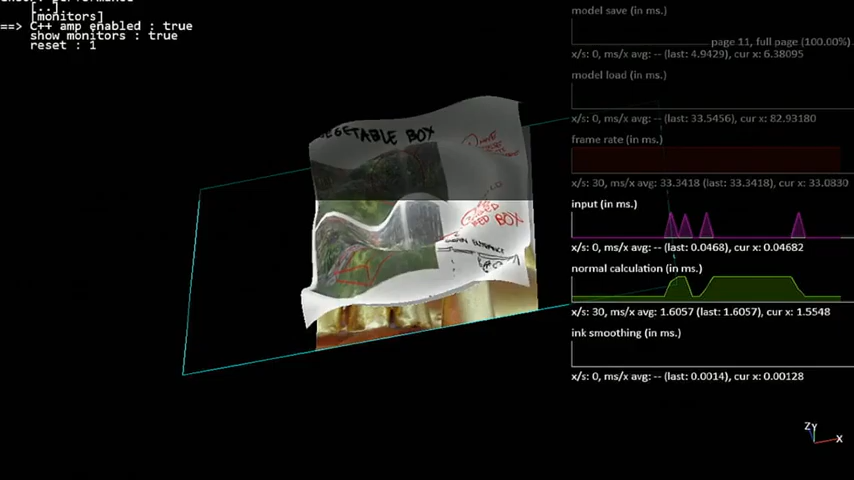 [..]
[monitors]
==> C++ amp enabled : true
show monitors : true
reset : 1
model save (in ms.)
page 11, full page (100.00%)
x/s: 0, ms/x avg: -- (last: 4.9429), cur x: 6.38095
model load (in ms.)
x/s: 0, ms/x avg: -- (last: 33.5456), cur x: 82.93180
frame rate (in ms.)
x/s: 30, ms/x avg: 33.3418 (last: 33.3418), cur x: 33.0830
input (in ms.)
x/s: 0, ms/x avg: -- (last: 0.0468), cur x: 0.04682
normal calculation (in ms.)
x/s: 30, ms/x avg: 1.6057 (last: 1.6057), cur x: 1.5548
ink smoothing (in ms.)
x/s: 0, ms/x avg: -- (last: 0.0014), cur x: 0.00128
EGETABLE BOX
BOX
Zy
X